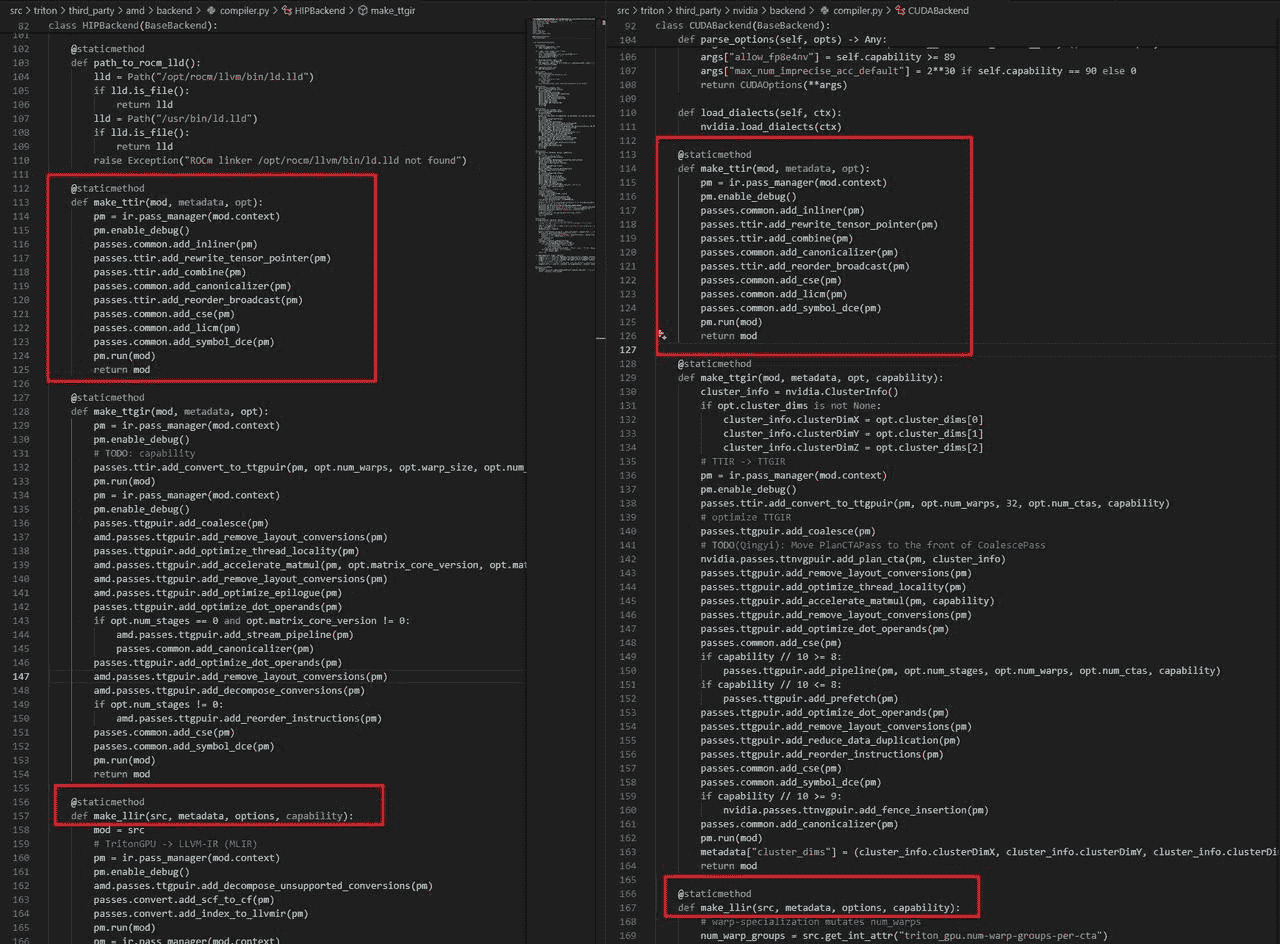 src > triton > third_party > amd > backend > compiler.py > HIPBackend > make_ttir
82 class HIPBackend(BaseBackend):
101
102 @staticmethod
103 def path_to_rocm_lld():
104 lld = Path("/opt/rocm/llvm/bin/ld.lld")
105 if lld.is_file():
106 return lld
107 lld = Path("/usr/bin/ld.lld")
108 if lld.is_file():
109 return lld
110 raise Exception("ROCm linker /opt/rocm/llvm/bin/ld.lld not found")
111
112 @staticmethod
113 def make_ttir(mod, metadata, opt):
114 pm = ir.pass_manager(mod.context)
115 pm.enable_debug()
116 passes.common.add_inliner(pm)
117 passes.ttir.add_rewrite_tensor_pointer(pm)
118 passes.ttir.add_combine(pm)
119 passes.common.add_canonicalizer(pm)
120 passes.ttir.add_reorder_broadcast(pm)
121 passes.common.add_cse(pm)
122 passes.common.add_licm(pm)
123 passes.common.add_symbol_dce(pm)
124 pm.run(mod)
125 return mod
126
127 @staticmethod
128 def make_ttgir(mod, metadata, opt):
129 pm = ir.pass_manager(mod.context)
130 pm.enable_debug()
131 # TODO: capability
132 passes.ttir.add_convert_to_ttgpuir(pm, opt.num_warps, opt.warp_size, opt.num_
133 pm.run(mod)
134 pm = ir.pass_manager(mod.context)
135 pm.enable_debug()
136 passes.ttgpuir.add_coalesce(pm)
137 amd.passes.ttgpuir.add_remove_layout_conversions(pm)
138 passes.ttgpuir.add_optimize_thread_locality(pm)
139 amd.passes.ttgpuir.add_accelerate_matmul(pm, opt.matrix_core_version, opt.mat
140 amd.passes.ttgpuir.add_remove_layout_conversions(pm)
141 amd.passes.ttgpuir.add_optimize_epilogue(pm)
142 passes.ttgpuir.add_optimize_dot_operands(pm)
143 if opt.num_stages == 0 and opt.matrix_core_version != 0:
144 amd.passes.ttgpuir.add_stream_pipeline(pm)
145 passes.common.add_canonicalizer(pm)
146 passes.ttgpuir.add_optimize_dot_operands(pm)
147 amd.passes.ttgpuir.add_remove_layout_conversions(pm)
148 amd.passes.ttgpuir.add_decompose_conversions(pm)
149 if opt.num_stages != 0:
150 amd.passes.ttgpuir.add_reorder_instructions(pm)
151 passes.common.add_cse(pm)
152 passes.common.add_symbol_dce(pm)
153 pm.run(mod)
154 return mod
155
156 @staticmethod
157 def make_llir(src, metadata, options, capability):
158 mod = src
159 # TritonGPU -> LLVM-IR (MLIR)
160 pm = ir.pass_manager(mod.context)
161 pm.enable_debug()
162 amd.passes.ttgpuir.add_decompose_unsupported_conversions(pm)
163 passes.convert.add_scf_to_cf(pm)
164 passes.convert.add_index_to_llvmir(pm)
165 pm.run(mod)
166 pm = ir.pass_manager(mod.context)
src > triton > third_party > nvidia > backend > compiler.py > CUDABackend
92 class CUDABackend(BaseBackend):
104 def parse_options(self, opts) -> Any:
106 args["allow_fp8e4nv"] = self.capability >= 89
107 args["max_num_imprecise_acc_default"] = 2**30 if self.capability == 90 else 0
108 return CUDAOptions(**args)
109
110 def load_dialects(self, ctx):
111 nvidia.load_dialects(ctx)
112
113 @staticmethod
114 def make_ttir(mod, metadata, opt):
115 pm = ir.pass_manager(mod.context)
116 pm.enable_debug()
117 passes.common.add_inliner(pm)
118 passes.ttir.add_rewrite_tensor_pointer(pm)
119 passes.ttir.add_combine(pm)
120 passes.common.add_canonicalizer(pm)
121 passes.ttir.add_reorder_broadcast(pm)
122 passes.common.add_cse(pm)
123 passes.common.add_licm(pm)
124 passes.common.add_symbol_dce(pm)
125 pm.run(mod)
126 return mod
127
128 @staticmethod
129 def make_ttgir(mod, metadata, opt, capability):
130 cluster_info = nvidia.ClusterInfo()
131 if opt.cluster_dims is not None:
132 cluster_info.clusterDimX = opt.cluster_dims[0]
133 cluster_info.clusterDimY = opt.cluster_dims[1]
134 cluster_info.clusterDimZ = opt.cluster_dims[2]
135 # TTIR -> TTGIR
136 pm = ir.pass_manager(mod.context)
137 pm.enable_debug()
138 passes.ttir.add_convert_to_ttgpuir(pm, opt.num_warps, 32, opt.num_ctas, capability)
139 # optimize TTGIR
140 passes.ttgpuir.add_coalesce(pm)
141 # TODO(Qingyi): Move PlanCTAPass to the front of CoalescePass
142 nvidia.passes.ttnvgpuir.add_plan_cta(pm, cluster_info)
143 passes.ttgpuir.add_remove_layout_conversions(pm)
144 passes.ttgpuir.add_optimize_thread_locality(pm)
145 passes.ttgpuir.add_accelerate_matmul(pm, capability)
146 passes.ttgpuir.add_remove_layout_conversions(pm)
147 passes.ttgpuir.add_optimize_dot_operands(pm)
148 passes.common.add_cse(pm)
149 if capability // 10 >= 8:
150 passes.ttgpuir.add_pipeline(pm, opt.num_stages, opt.num_warps, opt.num_ctas, capability)
151 if capability // 10 <= 8:
152 passes.ttgpuir.add_prefetch(pm)
153 passes.ttgpuir.add_optimize_dot_operands(pm)
154 passes.ttgpuir.add_remove_layout_conversions(pm)
155 passes.ttgpuir.add_reduce_data_duplication(pm)
156 passes.ttgpuir.add_reorder_instructions(pm)
157 passes.common.add_cse(pm)
158 passes.common.add_symbol_dce(pm)
159 if capability // 10 >= 9:
160 nvidia.passes.ttnvgpuir.add_fence_insertion(pm)
161 passes.common.add_canonicalizer(pm)
162 pm.run(mod)
163 metadata["cluster_dims"] = (cluster_info.clusterDimX, cluster_info.clusterDimY, cluster_info.clusterDi
164 return mod
165
166 @staticmethod
167 def make_llir(src, metadata, options, capability):
168 # warp-specialization mutates num_warps
169 num_warp_groups = src.get_int_attr("triton_gpu.num-warp-groups-per-cta")